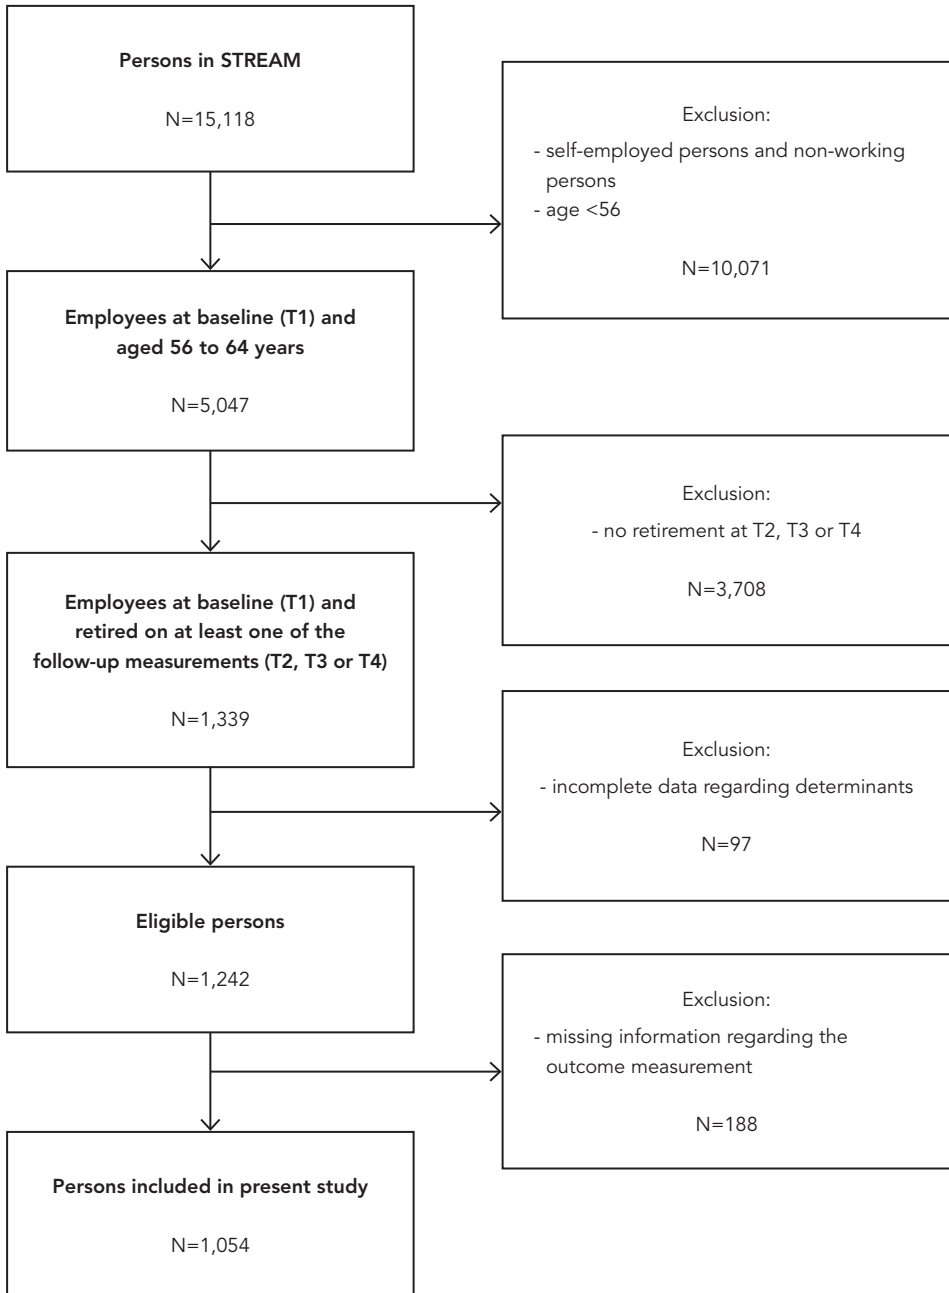 Persons in STREAM
N=15,118
Exclusion:
- self-employed persons and non-working
persons
- age <56
N=10,071
Employees at baseline (T1) and
aged 56 to 64 years
N=5,047
Exclusion:
- no retirement at T2, T3 or T4
N=3,708
Employees at baseline (T1) and
retired on at least one of the
follow-up measurements (T2, T3 or T4)
N=1,339
Exclusion:
- incomplete data regarding determinants
N=97
Eligible persons
N=1,242
Exclusion:
- missing information regarding the
outcome measurement
N=188
Persons included in present study
N=1,054